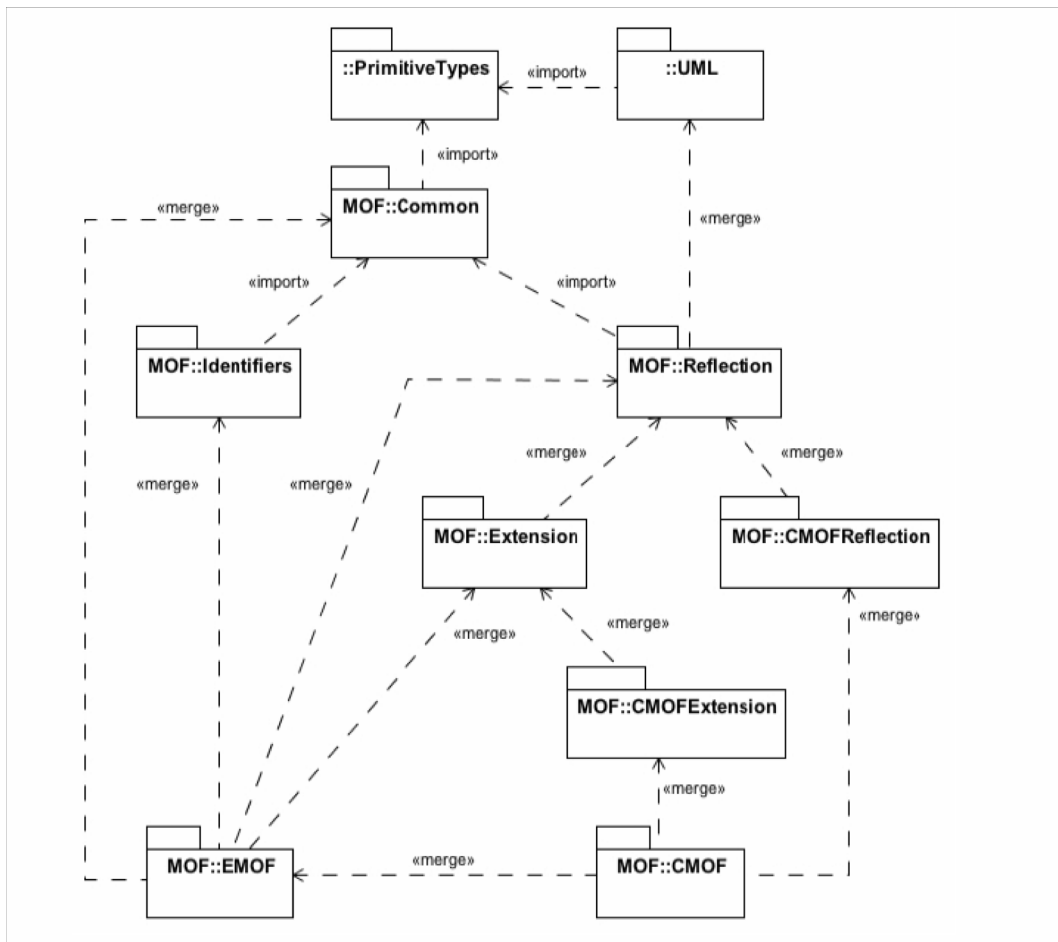 ::PrimitiveTypes
::UML
«import»
«import»
MOF::Common
«merge»
«merge»
«import»
«import»
MOF::Identifiers
MOF::Reflection
«merge»
«merge»
«merge»
«merge»
MOF::Extension
MOF::CMOFReflection
«merge»
«merge»
«merge»
MOF::CMOFExtension
«merge»
«merge»
MOF::EMOF
MOF::CMOF